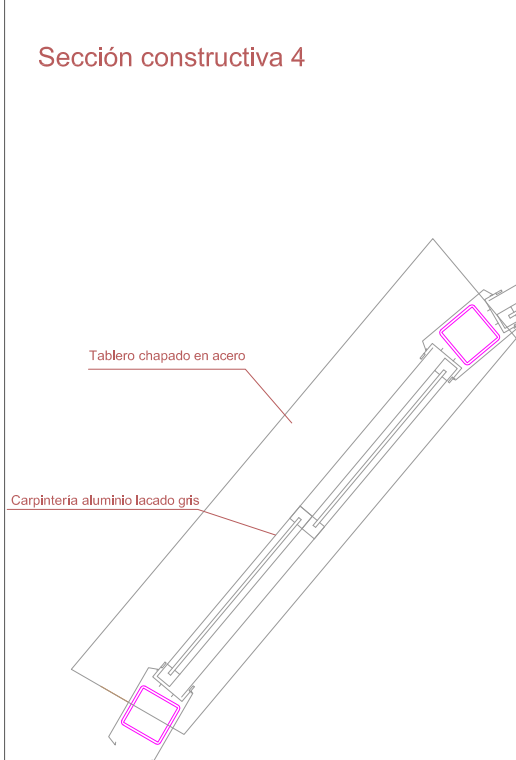 Sección constructiva 4
Tablero chapado en acero
Carpintería aluminio lacado gris